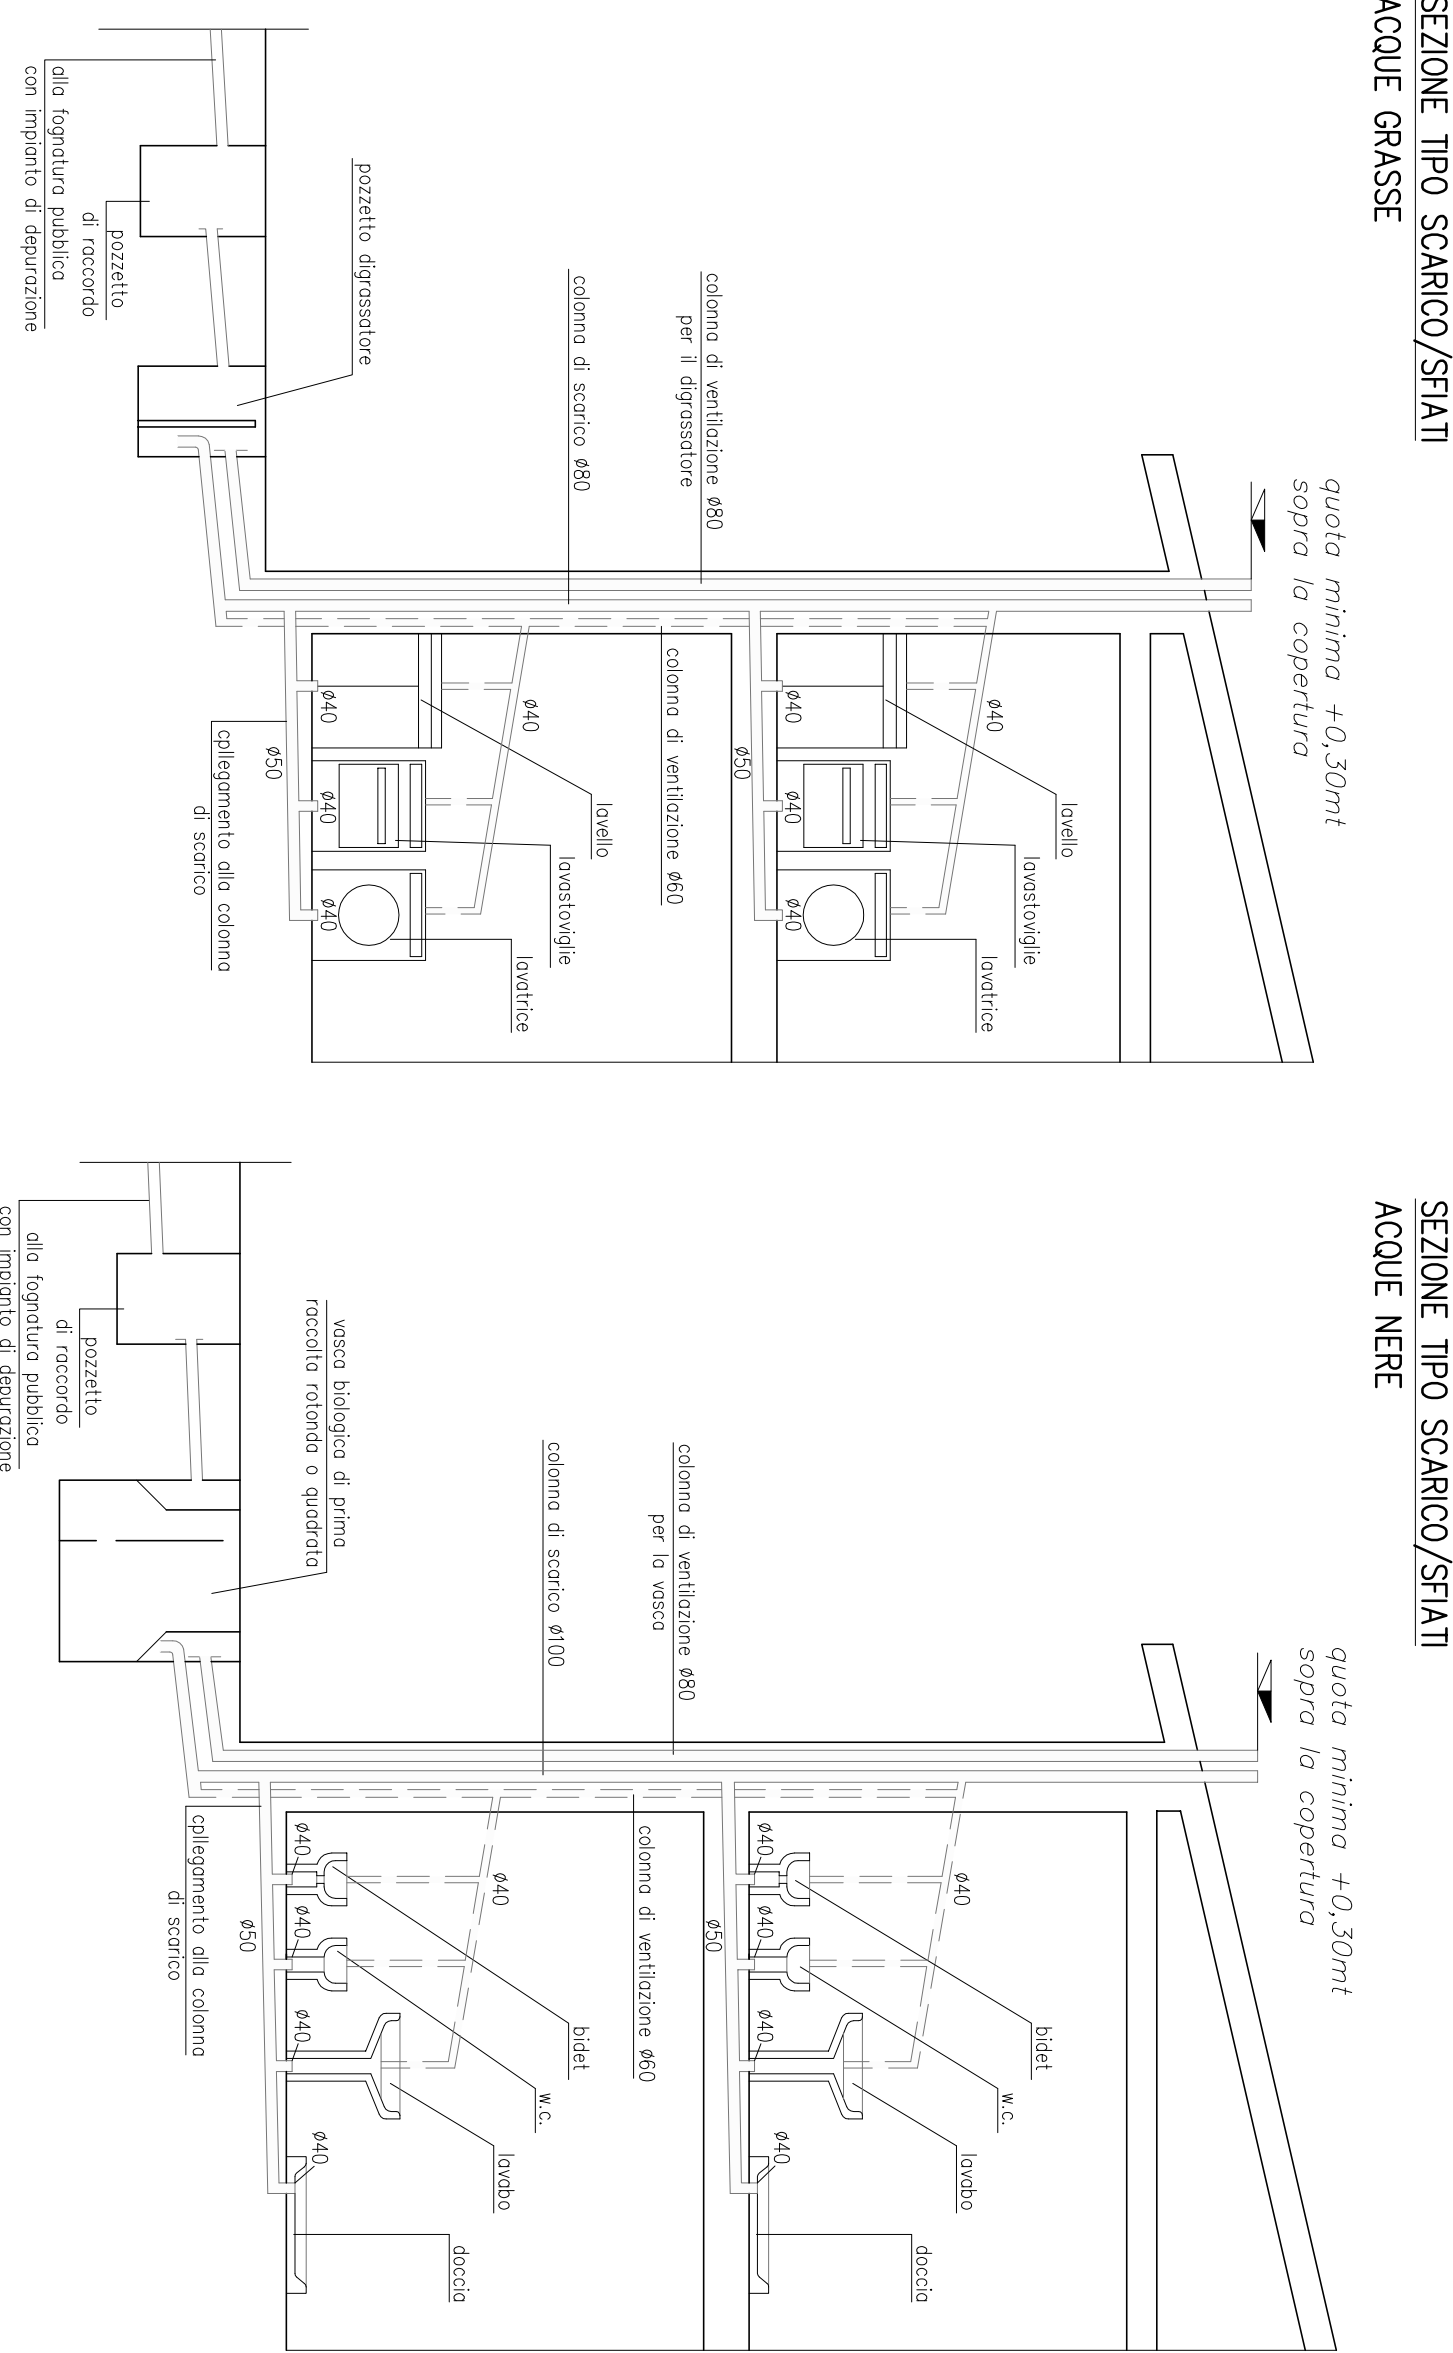 SEZIONE TIPO SCARICO/SFIATI
ACQUE GRASSE
quota minima +0,30mt
sopra la copertura
colonna di ventilazione Ø80
per il digrassatore
colonna di scarico Ø80
pozzetto digrassatore
pozzetto
di raccordo
alla fognatura pubblica
con impianto di depurazione
Ø40
lavello
lavastoviglie
lavatrice
Ø40
Ø40
Ø40
Ø50
colonna di ventilazione Ø60
Ø40
lavello
lavastoviglie
lavatrice
Ø40
Ø40
Ø40
Ø50
cpllegamento alla colonna
di scarico
SEZIONE TIPO SCARICO/SFIATI
ACQUE NERE
quota minima +0,30mt
sopra la copertura
colonna di ventilazione Ø80
per la vasca
colonna di scarico Ø100
vasca biologica di prima
raccolta rotonda o quadrata
pozzetto
di raccordo
alla fognatura pubblica
con impianto di depurazione
Ø40
bidet
w.c.
lavabo
doccia
Ø40
Ø40
Ø40
Ø40
Ø50
colonna di ventilazione Ø60
Ø40
bidet
w.c.
lavabo
doccia
Ø40
Ø40
Ø40
Ø40
Ø50
cpllegamento alla colonna
di scarico